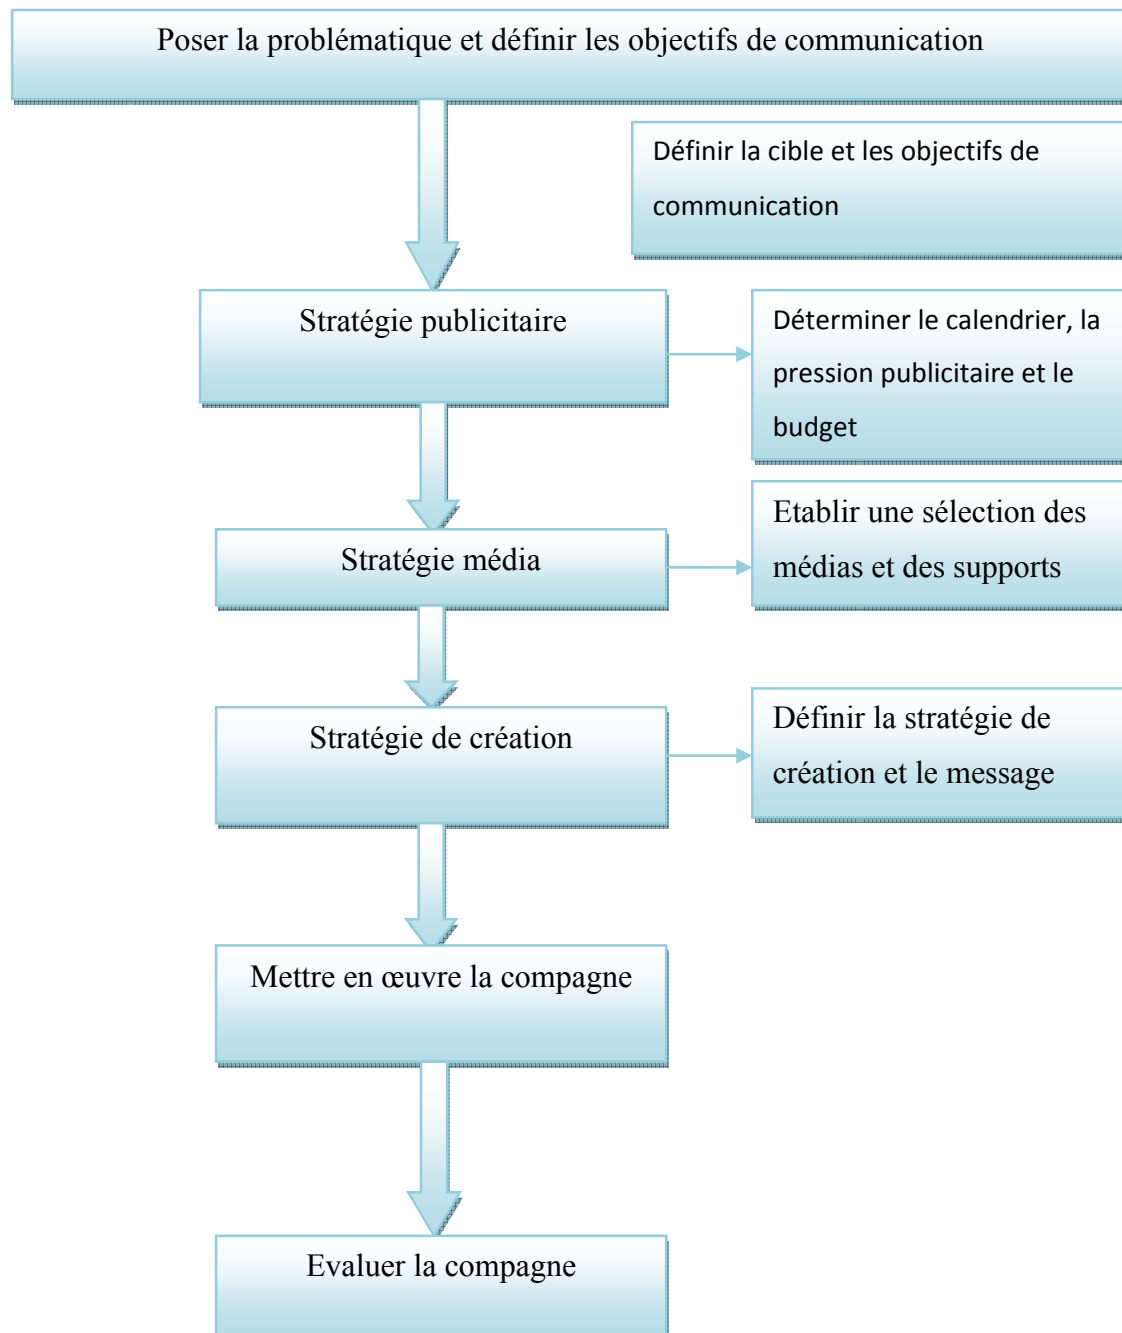 Poser la problématique et définir les objectifs de communication
Définir la cible et les objectifs de
communication
Stratégie publicitaire
Déterminer le calendrier, la
pression publicitaire et le
budget
Stratégie média
Etablir une sélection des
médias et des supports
Stratégie de création
Définir la stratégie de
création et le message
Mettre en œuvre la compagne
Evaluer la compagne